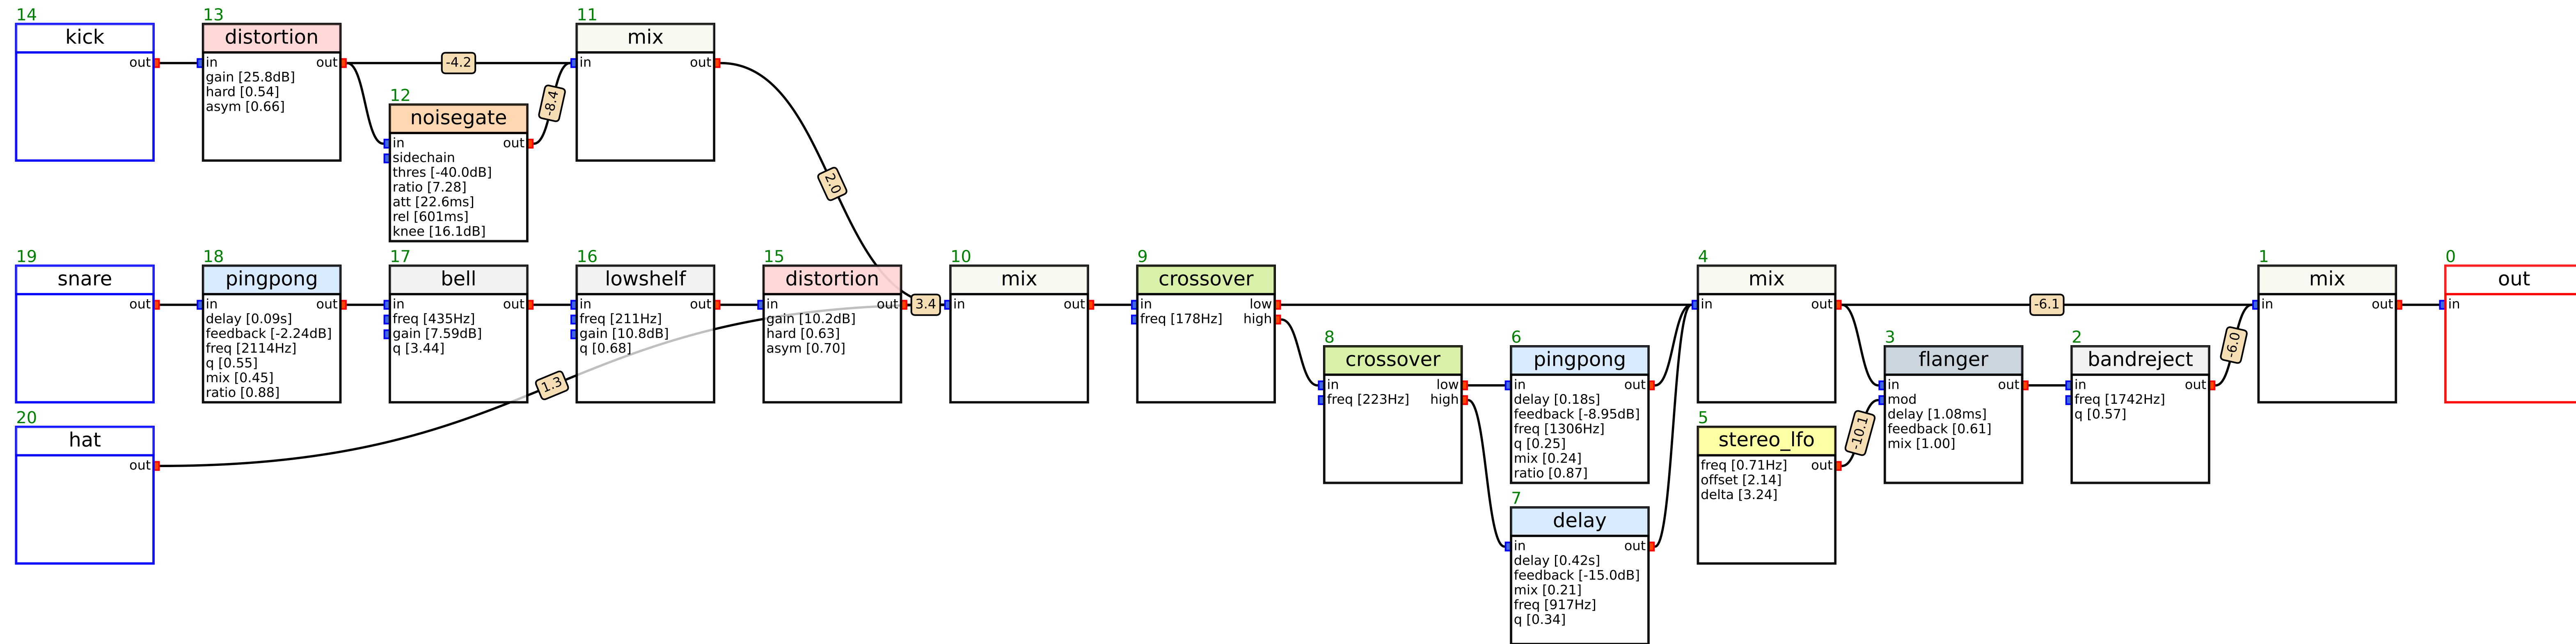 14
kick
out
13
distortion
in out
gain [25.8dB]
hard [0.54]
asym [0.66]
-4.2
12
noisegate
in out
sidechain
thres [-40.0dB]
ratio [7.28]
att [22.6ms]
rel [601ms]
knee [16.1dB]
-8.4
11
mix
in out
2.0
19
snare
out
18
pingpong
in out
delay [0.09s]
feedback [-2.24dB]
freq [2114Hz]
q [0.55]
mix [0.45]
ratio [0.88]
17
bell
in out
freq [435Hz]
gain [7.59dB]
q [3.44]
16
lowshelf
in out
freq [211Hz]
gain [10.8dB]
q [0.68]
15
distortion
in out
gain [10.2dB]
hard [0.63]
asym [0.70]
3.4
20
hat
out
1.3
10
mix
in out
9
crossover
in low
freq [178Hz] high
8
crossover
in low
freq [223Hz] high
6
pingpong
in out
delay [0.18s]
feedback [-8.95dB]
freq [1306Hz]
q [0.25]
mix [0.24]
ratio [0.87]
7
delay
in out
delay [0.42s]
feedback [-15.0dB]
mix [0.21]
freq [917Hz]
q [0.34]
4
mix
in out
5
stereo_lfo
freq [0.71Hz] out
offset [2.14]
delta [3.24]
-10.1
-6.1
3
flanger
in out
mod
delay [1.08ms]
feedback [0.61]
mix [1.00]
2
bandreject
in out
freq [1742Hz]
q [0.57]
-6.0
1
mix
in out
0
out
in